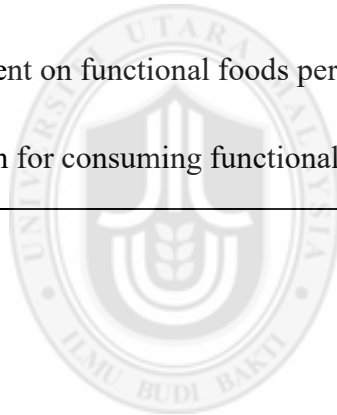 ent on functional foods per
n for consuming functional
UNIVERSITI UTARA MALAYSIA
ILMU BUDI BAKTI